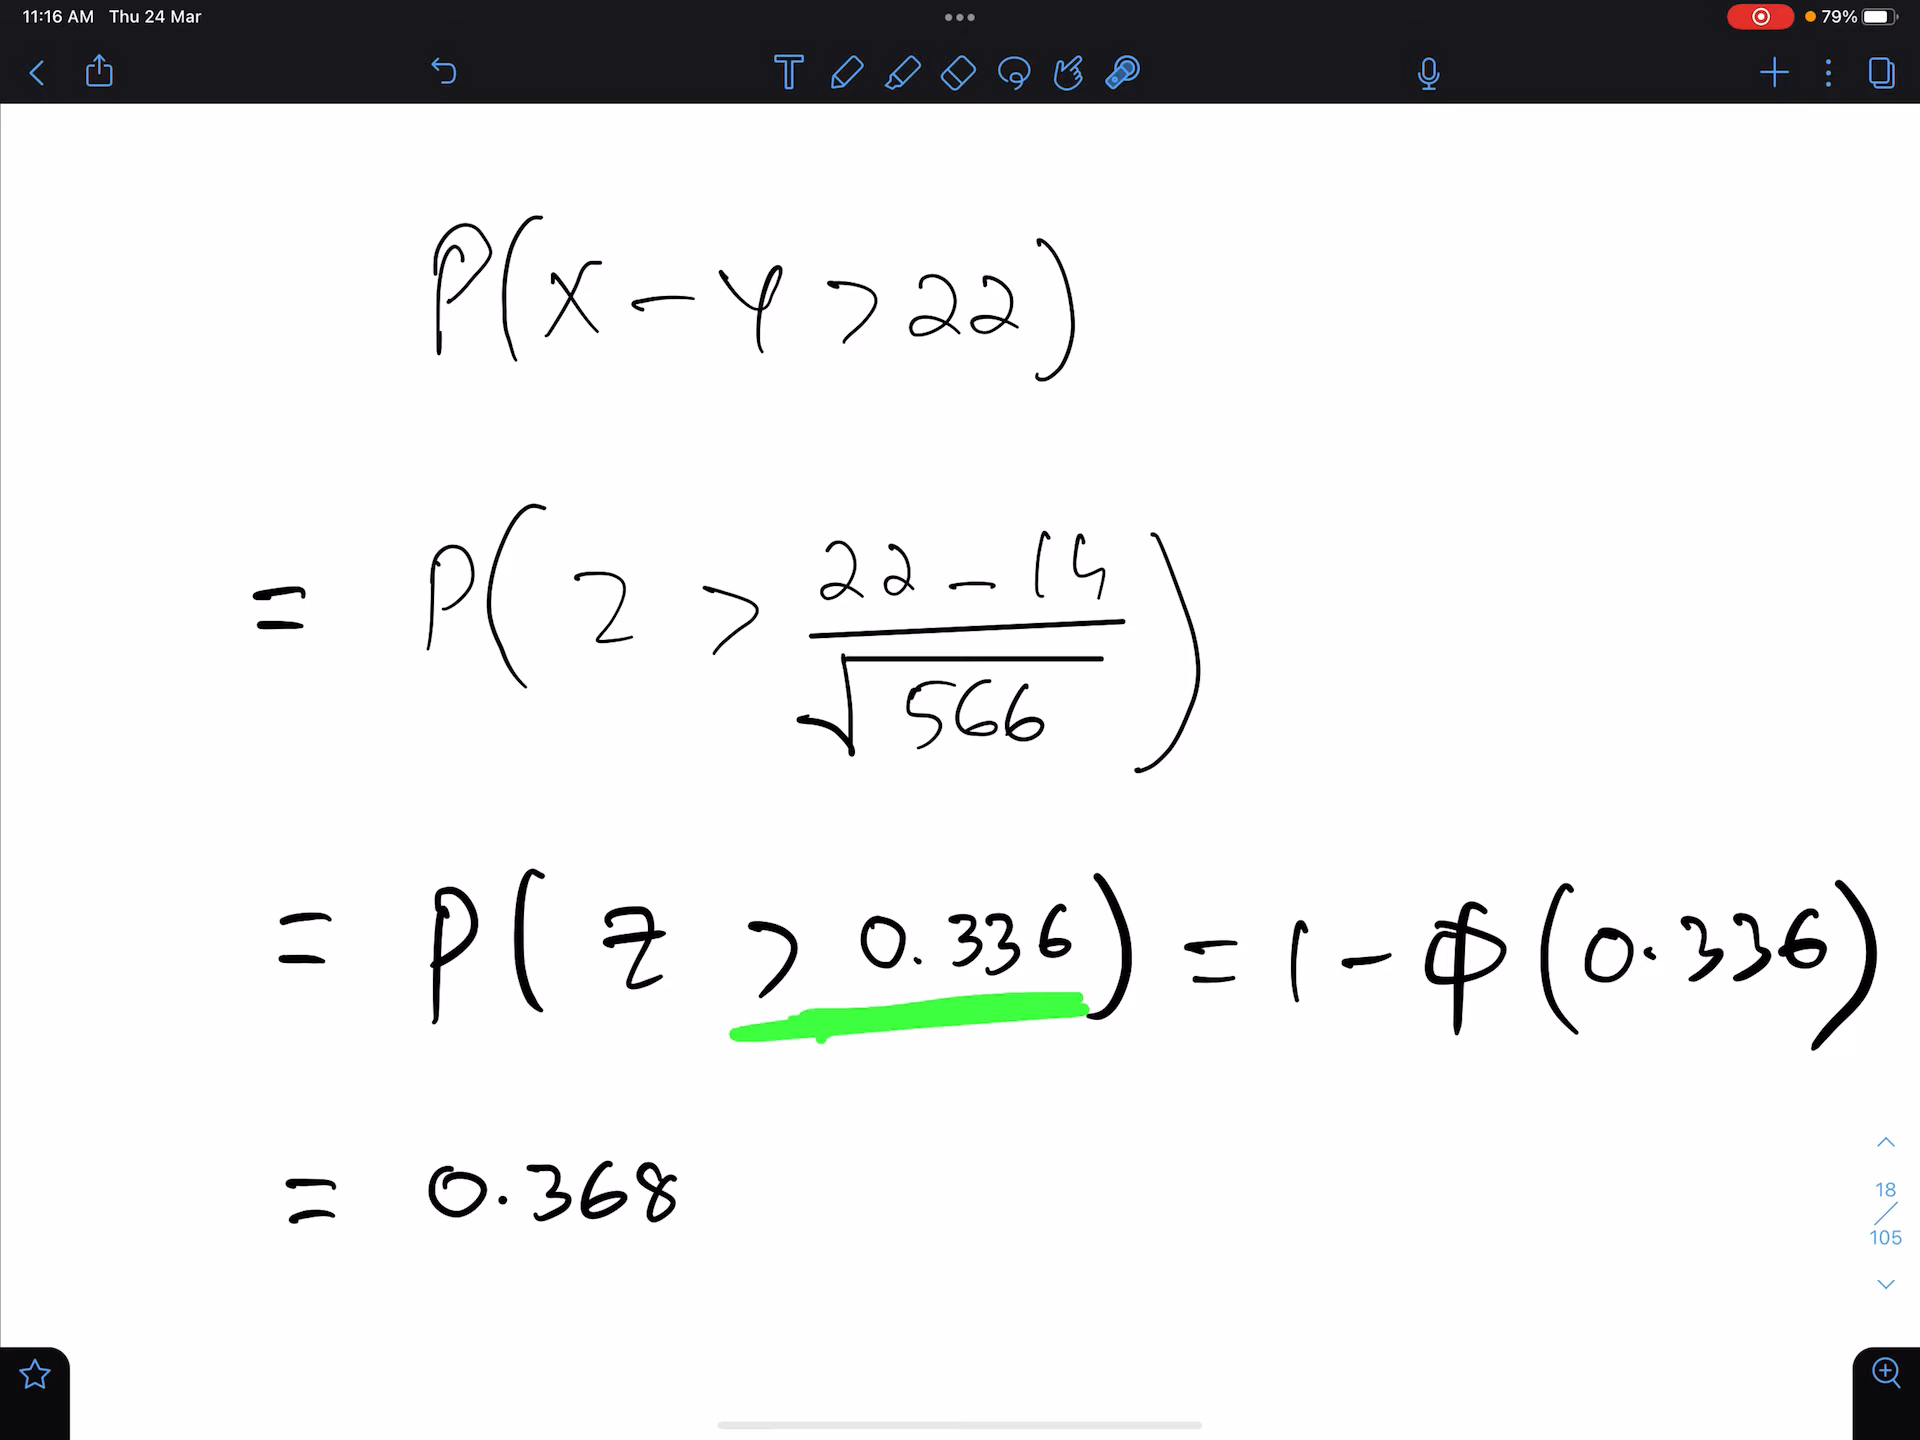 11:16 AM Thu 24 Mar
79%
T
P(X - Y > 22)
= P(Z > (22 - 14)/√566)
= P(Z > 0.336) = 1 - Φ(0.336)
= 0.368
18
/
105